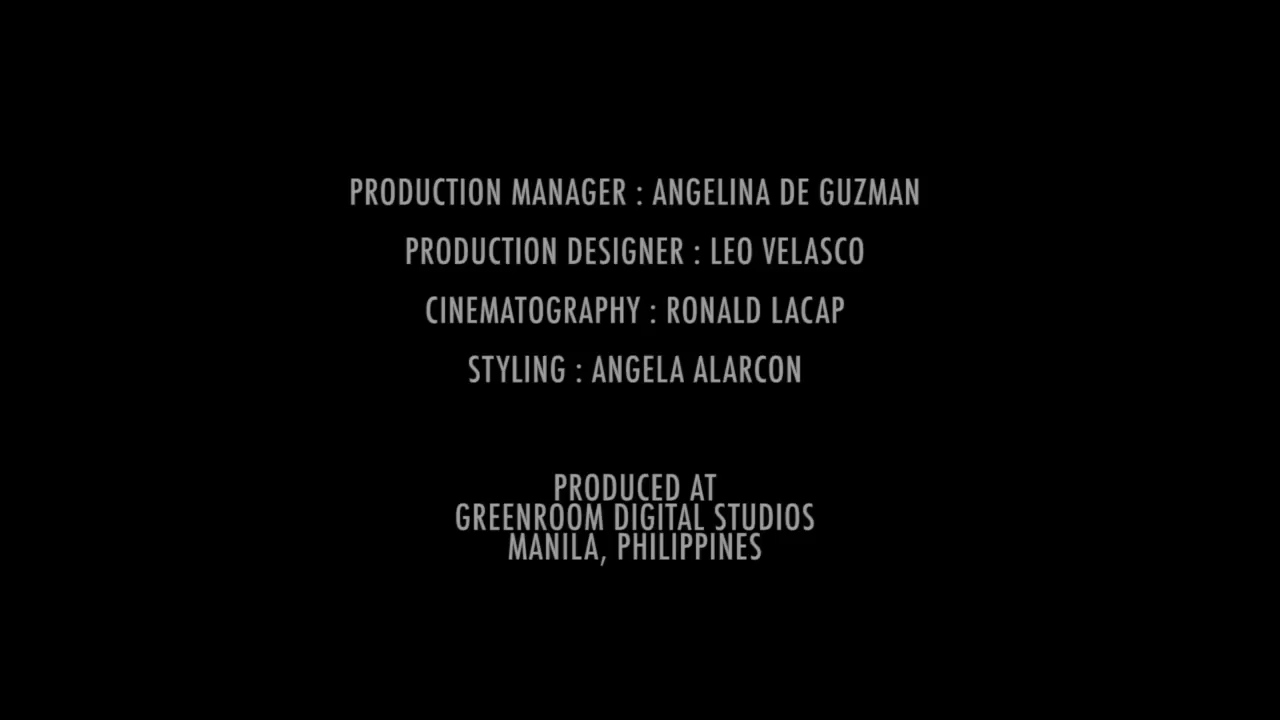 PRODUCTION MANAGER : ANGELINA DE GUZMAN
PRODUCTION DESIGNER : LEO VELASCO
CINEMATOGRAPHY : RONALD LACAP
STYLING : ANGELA ALARCON
PRODUCED AT
GREENROOM DIGITAL STUDIOS
MANILA, PHILIPPINES